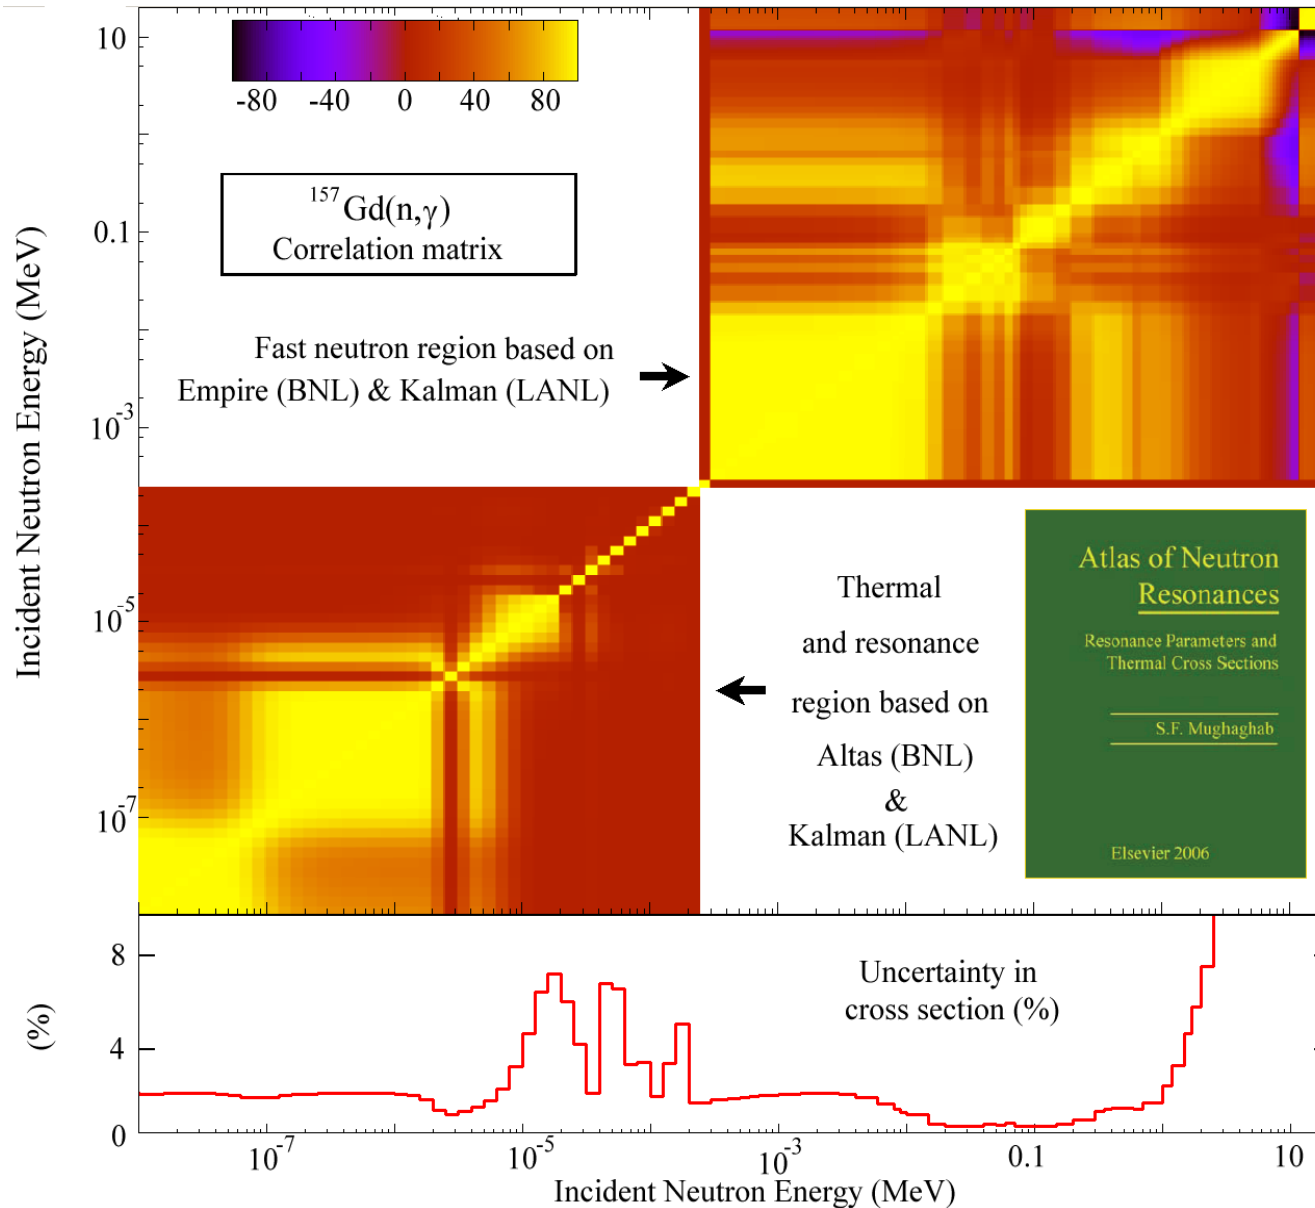 10
-80 -40 0 40 80
157Gd(n,γ)
Correlation matrix
0.1
Fast neutron region based on
Empire (BNL) & Kalman (LANL)
10-3
Incident Neutron Energy (MeV)
10-5
10-7
Thermal
and resonance
region based on
Altas (BNL)
&
Kalman (LANL)
Atlas of Neutron
Resonances
Resonance Parameters and
Thermal Cross Sections
S.F. Mughaghab
Elsevier 2006
8
4
0
(%)
Uncertainty in
cross section (%)
10-7 10-5 10-3 0.1 10
Incident Neutron Energy (MeV)